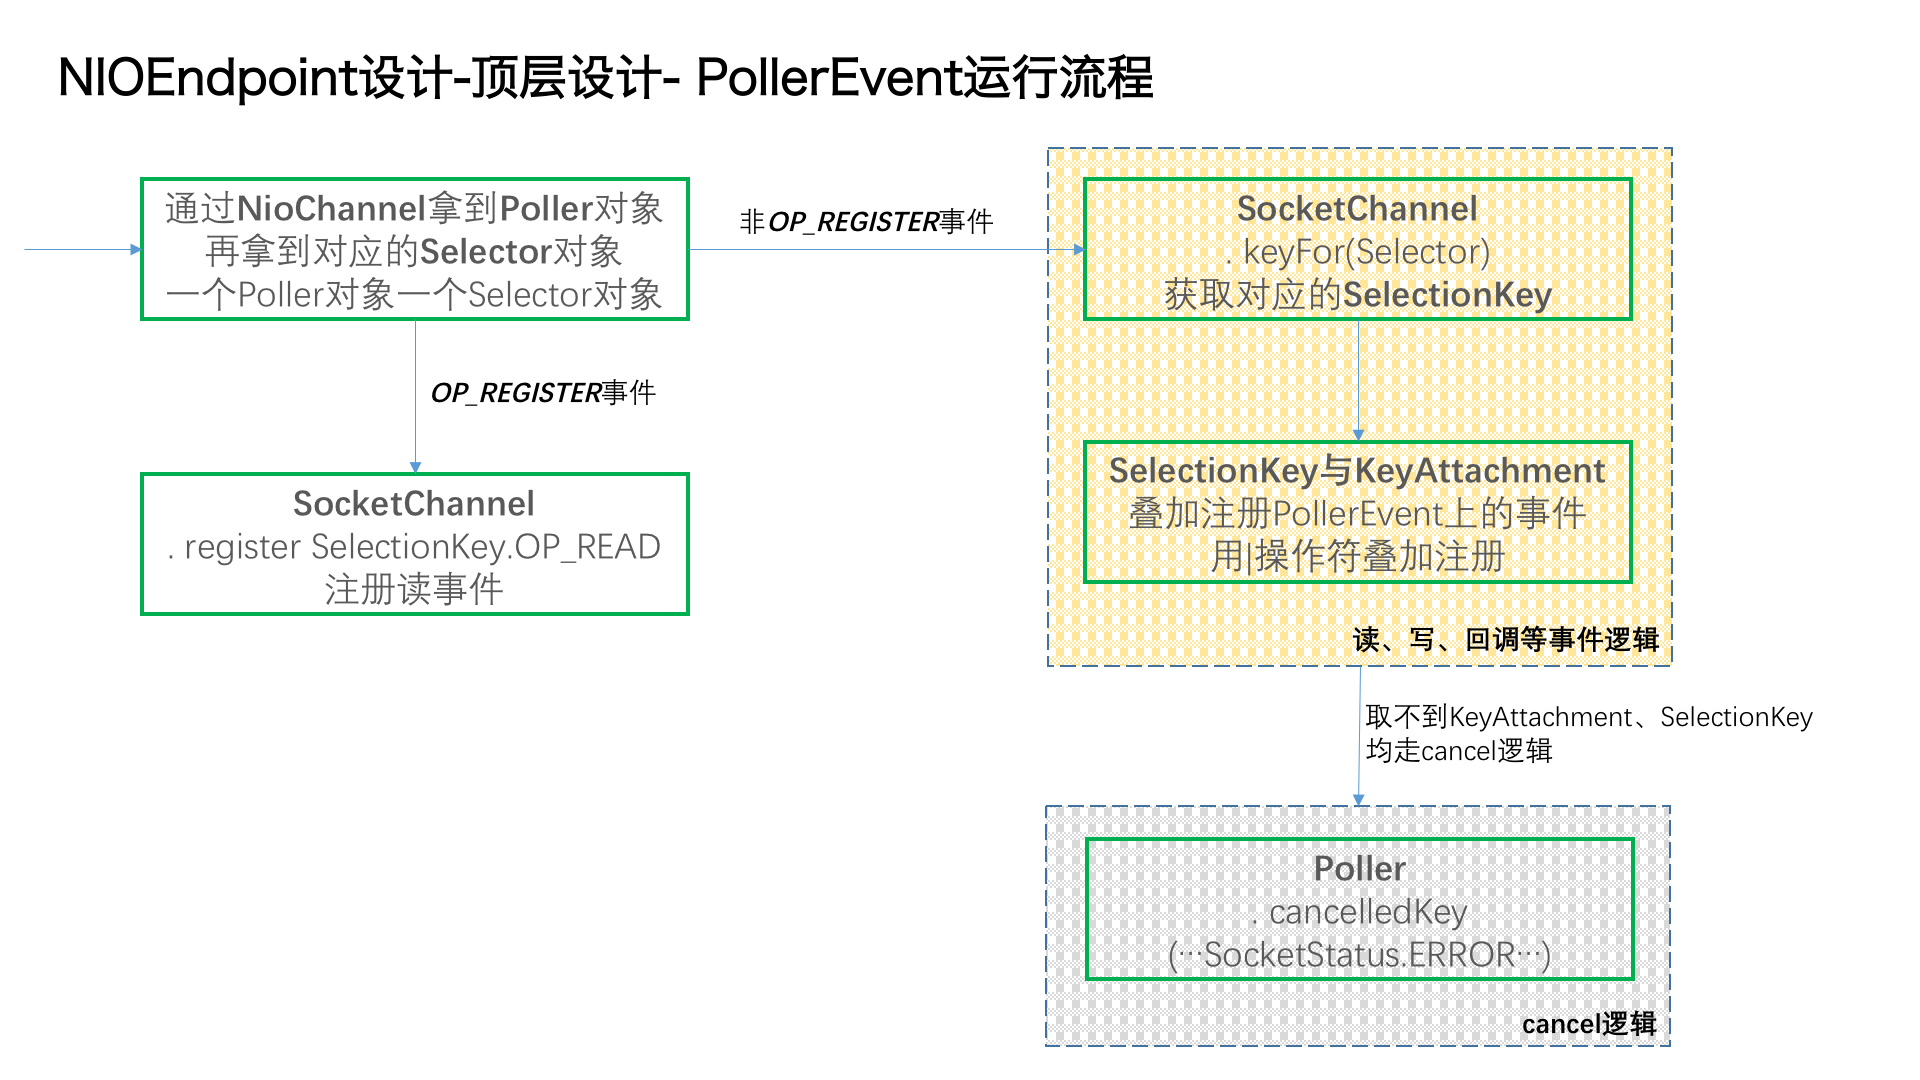 NIOEndpoint设计-顶层设计- PollerEvent运行流程
通过NioChannel拿到Poller对象
再拿到对应的Selector对象
一个Poller对象一个Selector对象
非OP_REGISTER事件
SocketChannel
. keyFor(Selector)
获取对应的SelectionKey
OP_REGISTER事件
SocketChannel
. register SelectionKey.OP_READ
注册读事件
SelectionKey与KeyAttachment
叠加注册PollerEvent上的事件
用|操作符叠加注册
读、写、回调等事件逻辑
取不到KeyAttachment、SelectionKey
均走cancel逻辑
Poller
. cancelledKey
(…SocketStatus.ERROR…)
cancel逻辑